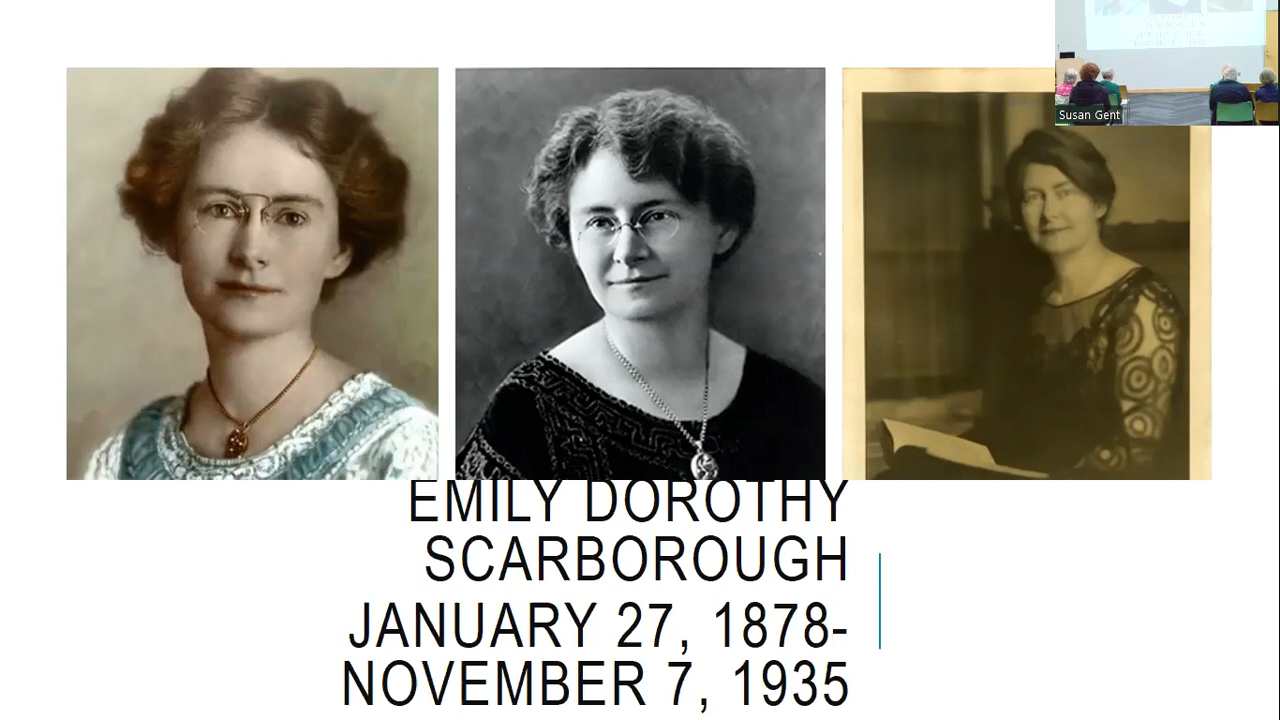 Susan Gent
EMILY DOROTHY
SCARBOROUGH
JANUARY 27, 1878-
NOVEMBER 7, 1935